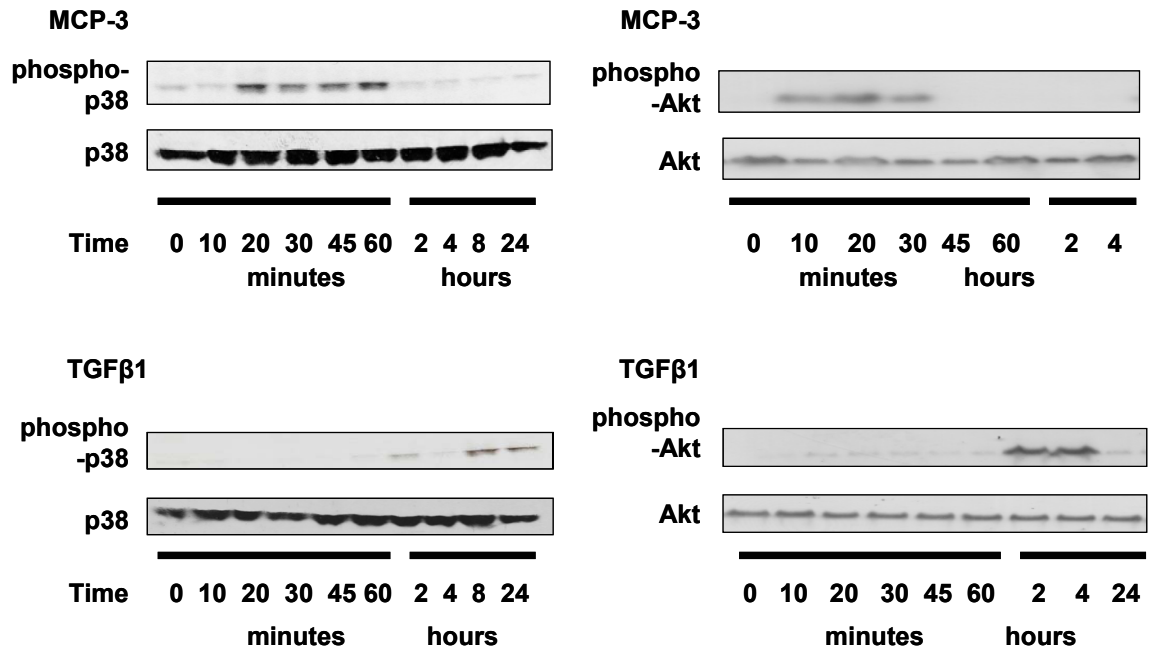 MCP-3
phospho-
p38
p38
Time 0 10 20 30 45 60 2 4 8 24
minutes hours
MCP-3
phospho
-Akt
Akt
0 10 20 30 45 60 2 4
minutes hours
TGFβ1
phospho
-p38
p38
Time 0 10 20 30 45 60 2 4 8 24
minutes hours
TGFβ1
phospho
-Akt
Akt
0 10 20 30 45 60 2 4 24
minutes hours